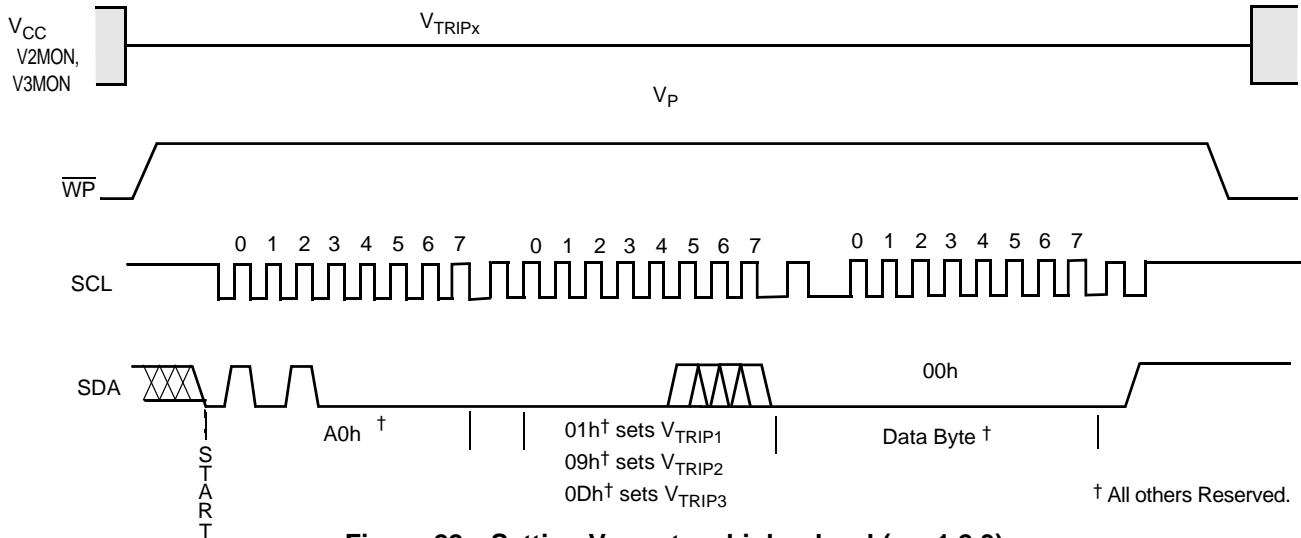 VCC
V2MON,
V3MON
VTRIPx
VP
WP
0 1 2 3 4 5 6 7 0 1 2 3 4 5 6 7 0 1 2 3 4 5 6 7
SCL
SDA
00h
START
A0h †
01h† sets VTRIP1
09h† sets VTRIP2
0Dh† sets VTRIP3
Data Byte †
† All others Reserved.